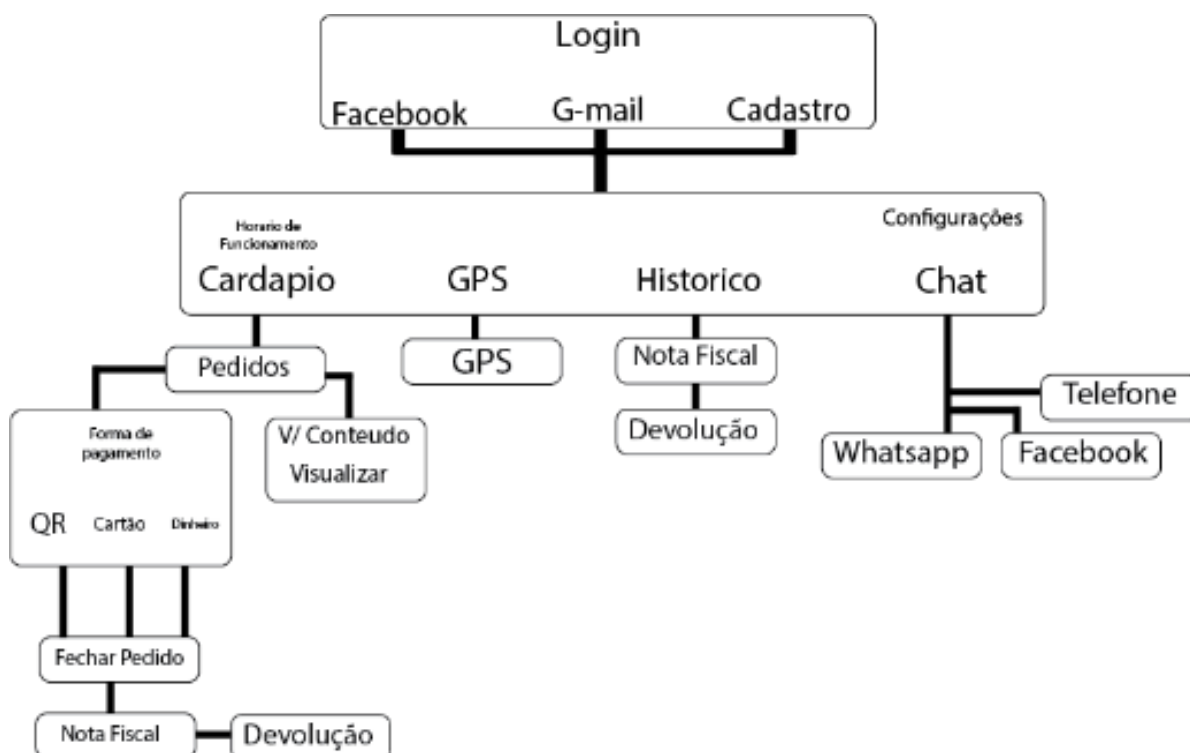 Login
Facebook G-mail Cadastro
Horario de
Funcionamento
Configurações
Cardapio GPS Historico Chat
Pedidos
GPS
Nota Fiscal
Devolução
Telefone
Whatsapp
Facebook
Forma de
pagamento
QR Cartão Dinheiro
V/ Conteudo
Visualizar
Fechar Pedido
Nota Fiscal
Devolução